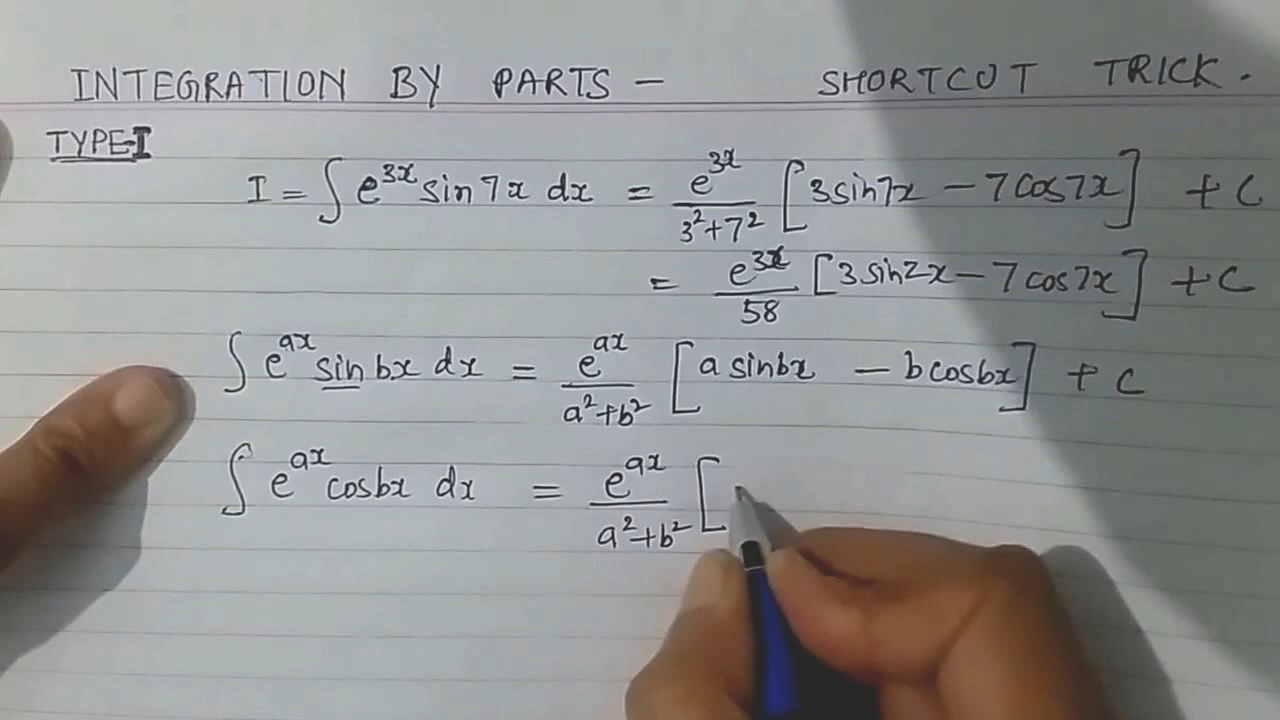 INTEGRATION BY PARTS - SHORTCUT TRICK.
TYPE-I
I = ∫ e^{3x} sin 7x dx = e^{3x}/(3²+7²) [3sin7x - 7cos7x] + C
= e^{3x}/58 [3sin7x - 7cos7x] + C
∫ e^{ax} sin bx dx = e^{ax}/(a²+b²) [a sinbx - b cosbx] + C
∫ e^{ax} cosbx dx = e^{ax}/(a²+b²) [